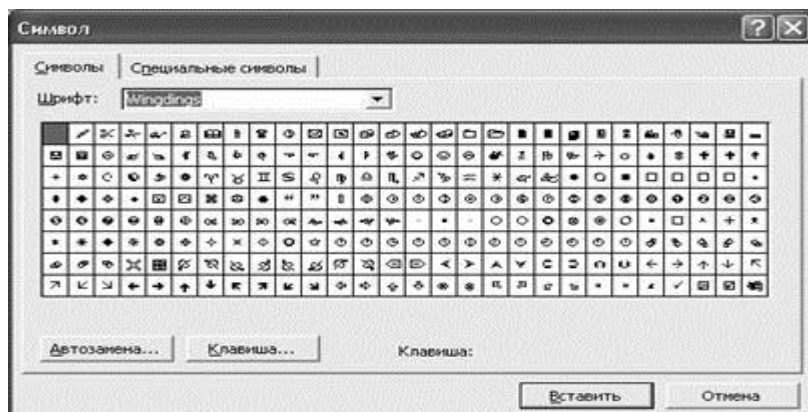 Символ
Символы Специальные символы
Шрифт: Wingdings
Автозамена... Клавиша... Клавиша:
Вставить Отмена